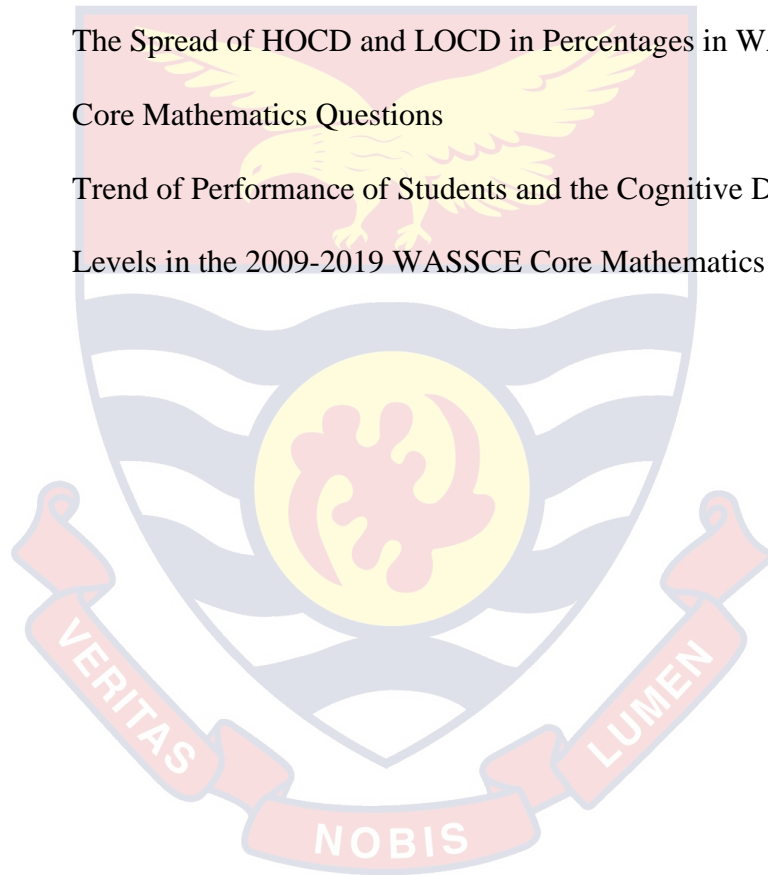 The Spread of HOCD and LOCD in Percentages in
Core Mathematics Questions
Trend of Performance of Students and the Cognitive
Levels in the 2009-2019 WASSCE Core Mathematics
VERITAS
NOBIS
LUMEN